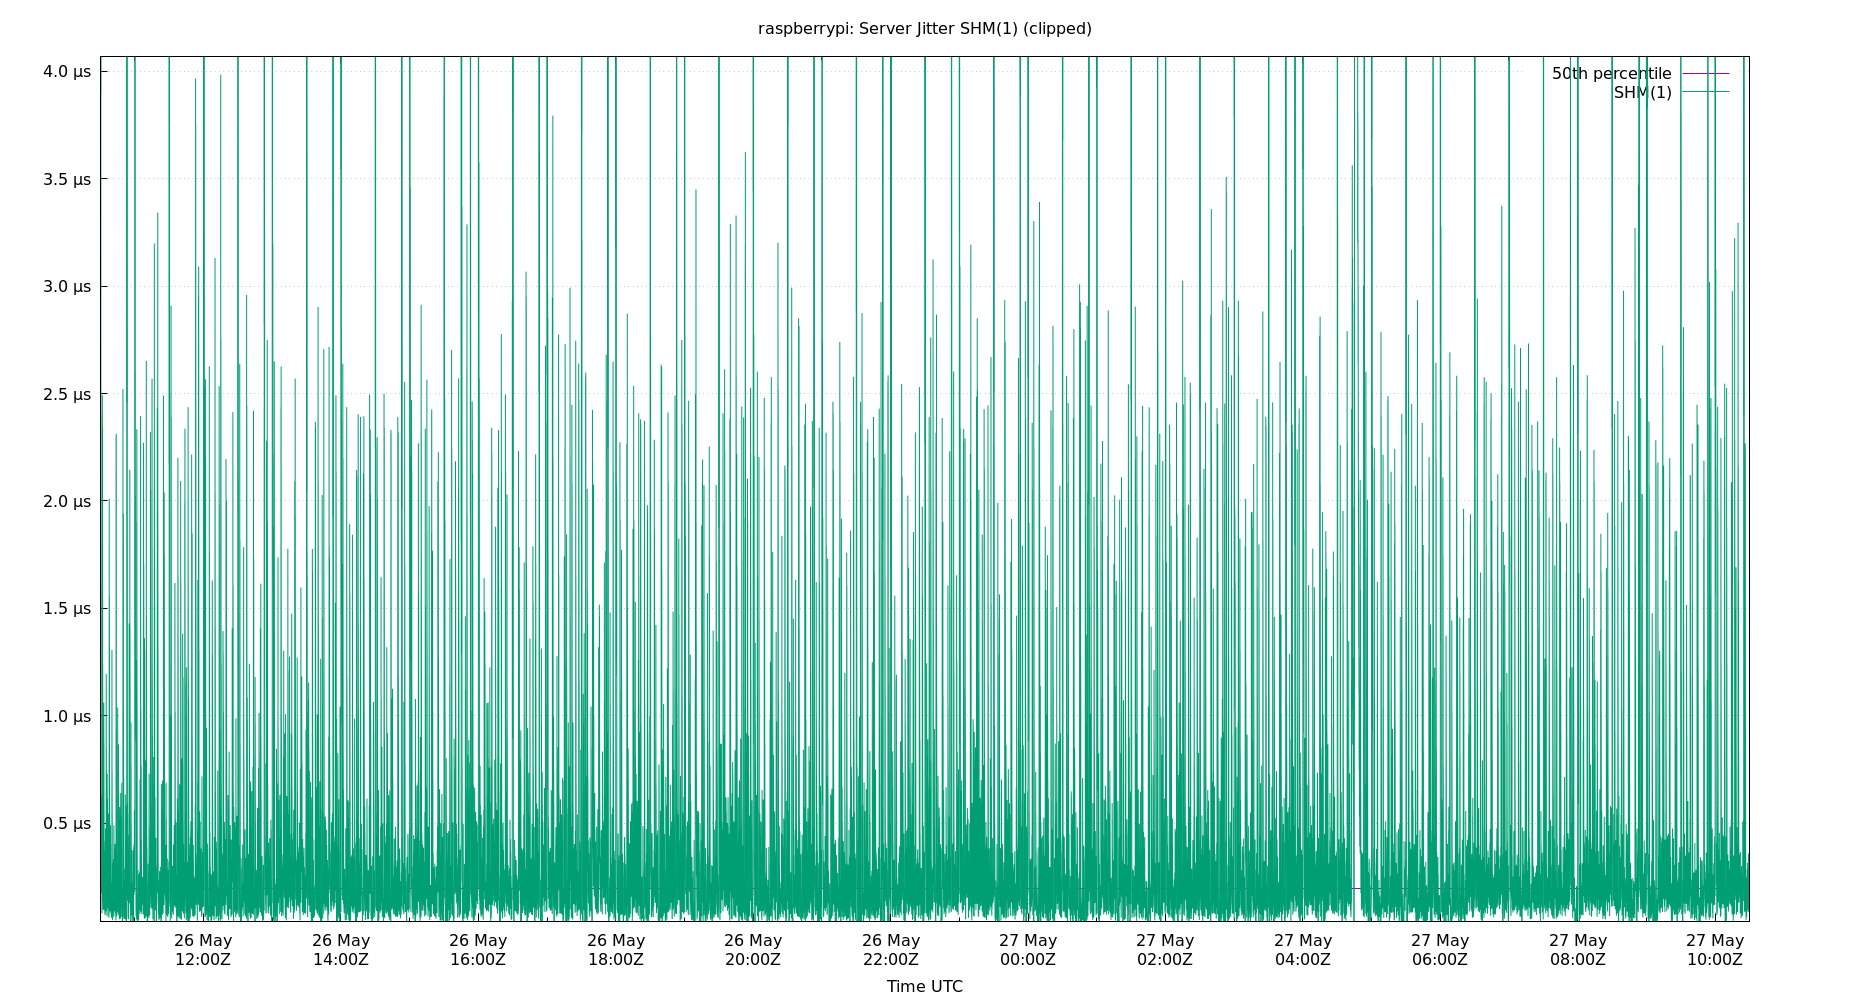 raspberrypi: Server Jitter SHM(1) (clipped)
4.0 µs
3.5 µs
3.0 µs
2.5 µs
2.0 µs
1.5 µs
1.0 µs
0.5 µs
50th percentile
SHM(1)
26 May 26 May 26 May 26 May 26 May 26 May 27 May 27 May 27 May 27 May 27 May 27 May
12:00Z 14:00Z 16:00Z 18:00Z 20:00Z 22:00Z 00:00Z 02:00Z 04:00Z 06:00Z 08:00Z 10:00Z
Time UTC